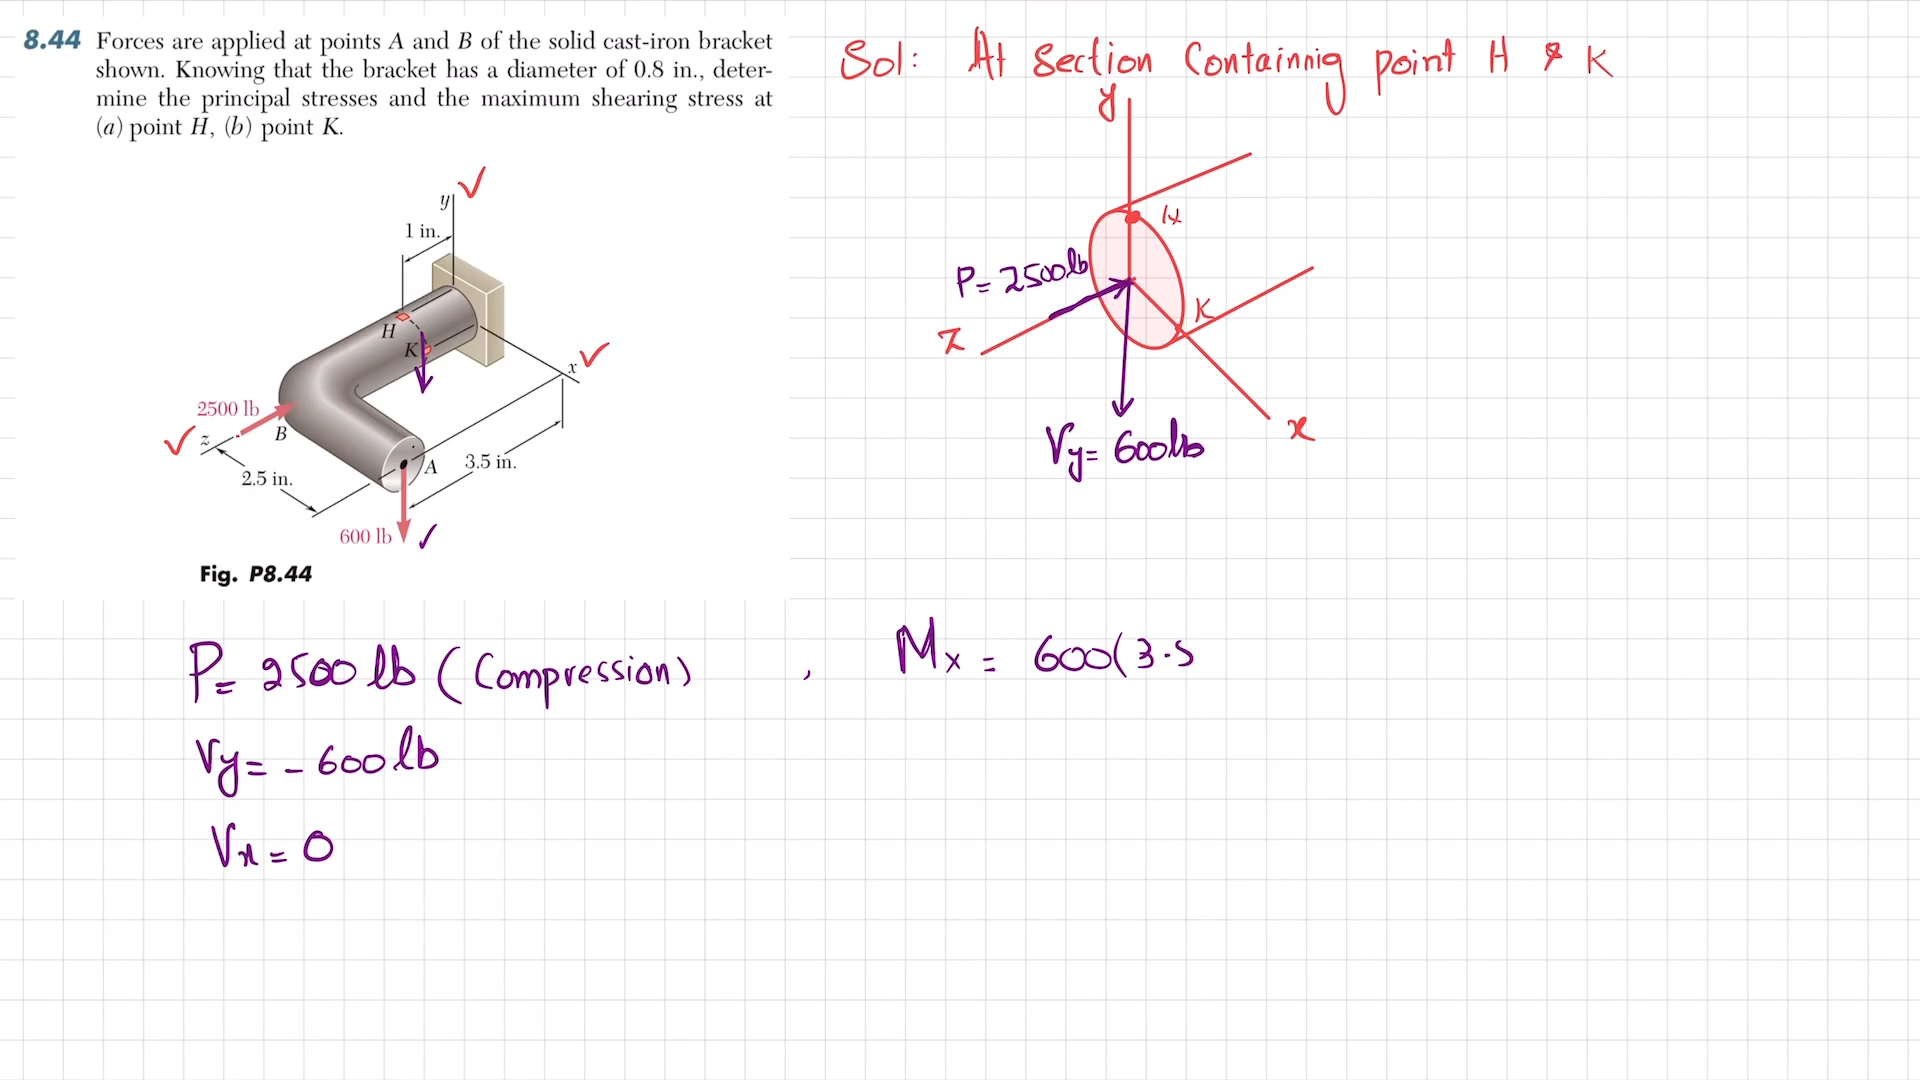 8.44 Forces are applied at points A and B of the solid cast-iron bracket
shown. Knowing that the bracket has a diameter of 0.8 in., deter-
mine the principal stresses and the maximum shearing stress at
(a) point H, (b) point K.
y
1 in.
H
K
x
2500 lb
z
B
A
3.5 in.
2.5 in.
600 lb
Fig. P8.44
Sol: At Section Containnig point H & K
y
H
P= 2500lb
K
z
x
Vy= 600lb
P= 2500 lb (Compression) , Mx = 600(3.5
Vy= - 600 lb
Vx = 0